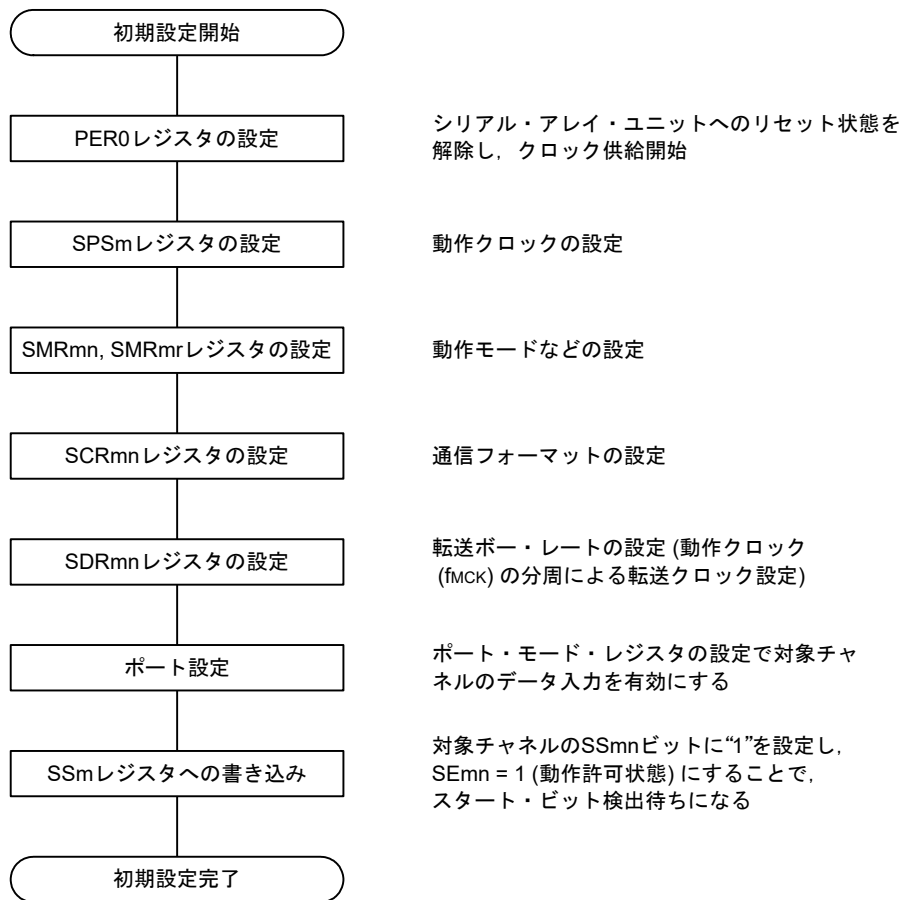 初期設定開始
PER0レジスタの設定
シリアル・アレイ・ユニットへのリセット状態を
解除し，クロック供給開始
SPSmレジスタの設定
動作クロックの設定
SMRmn, SMRmrレジスタの設定
動作モードなどの設定
SCRmnレジスタの設定
通信フォーマットの設定
SDRmnレジスタの設定
転送ボー・レートの設定 (動作クロック
(fMCK) の分周による転送クロック設定)
ポート設定
ポート・モード・レジスタの設定で対象チャ
ネルのデータ入力を有効にする
SSmレジスタへの書き込み
対象チャネルのSSmnビットに“1”を設定し，
SEmn = 1 (動作許可状態) にすることで，
スタート・ビット検出待ちになる
初期設定完了